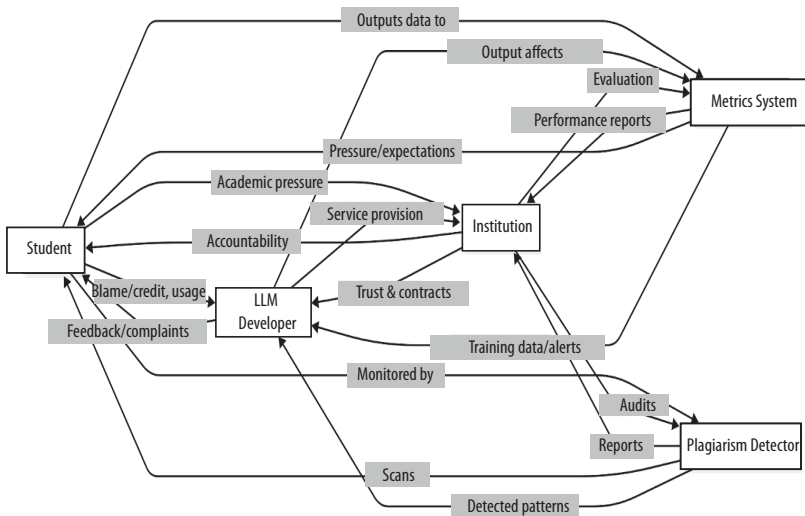 Outputs data to
Output affects
Evaluation
Metrics System
Performance reports
Pressure/expectations
Academic pressure
Service provision
Institution
Student
Accountability
Blame/credit, usage
LLM
Developer
Trust & contracts
Feedback/complaints
Training data/alerts
Monitored by
Audits
Reports
Plagiarism Detector
Scans
Detected patterns